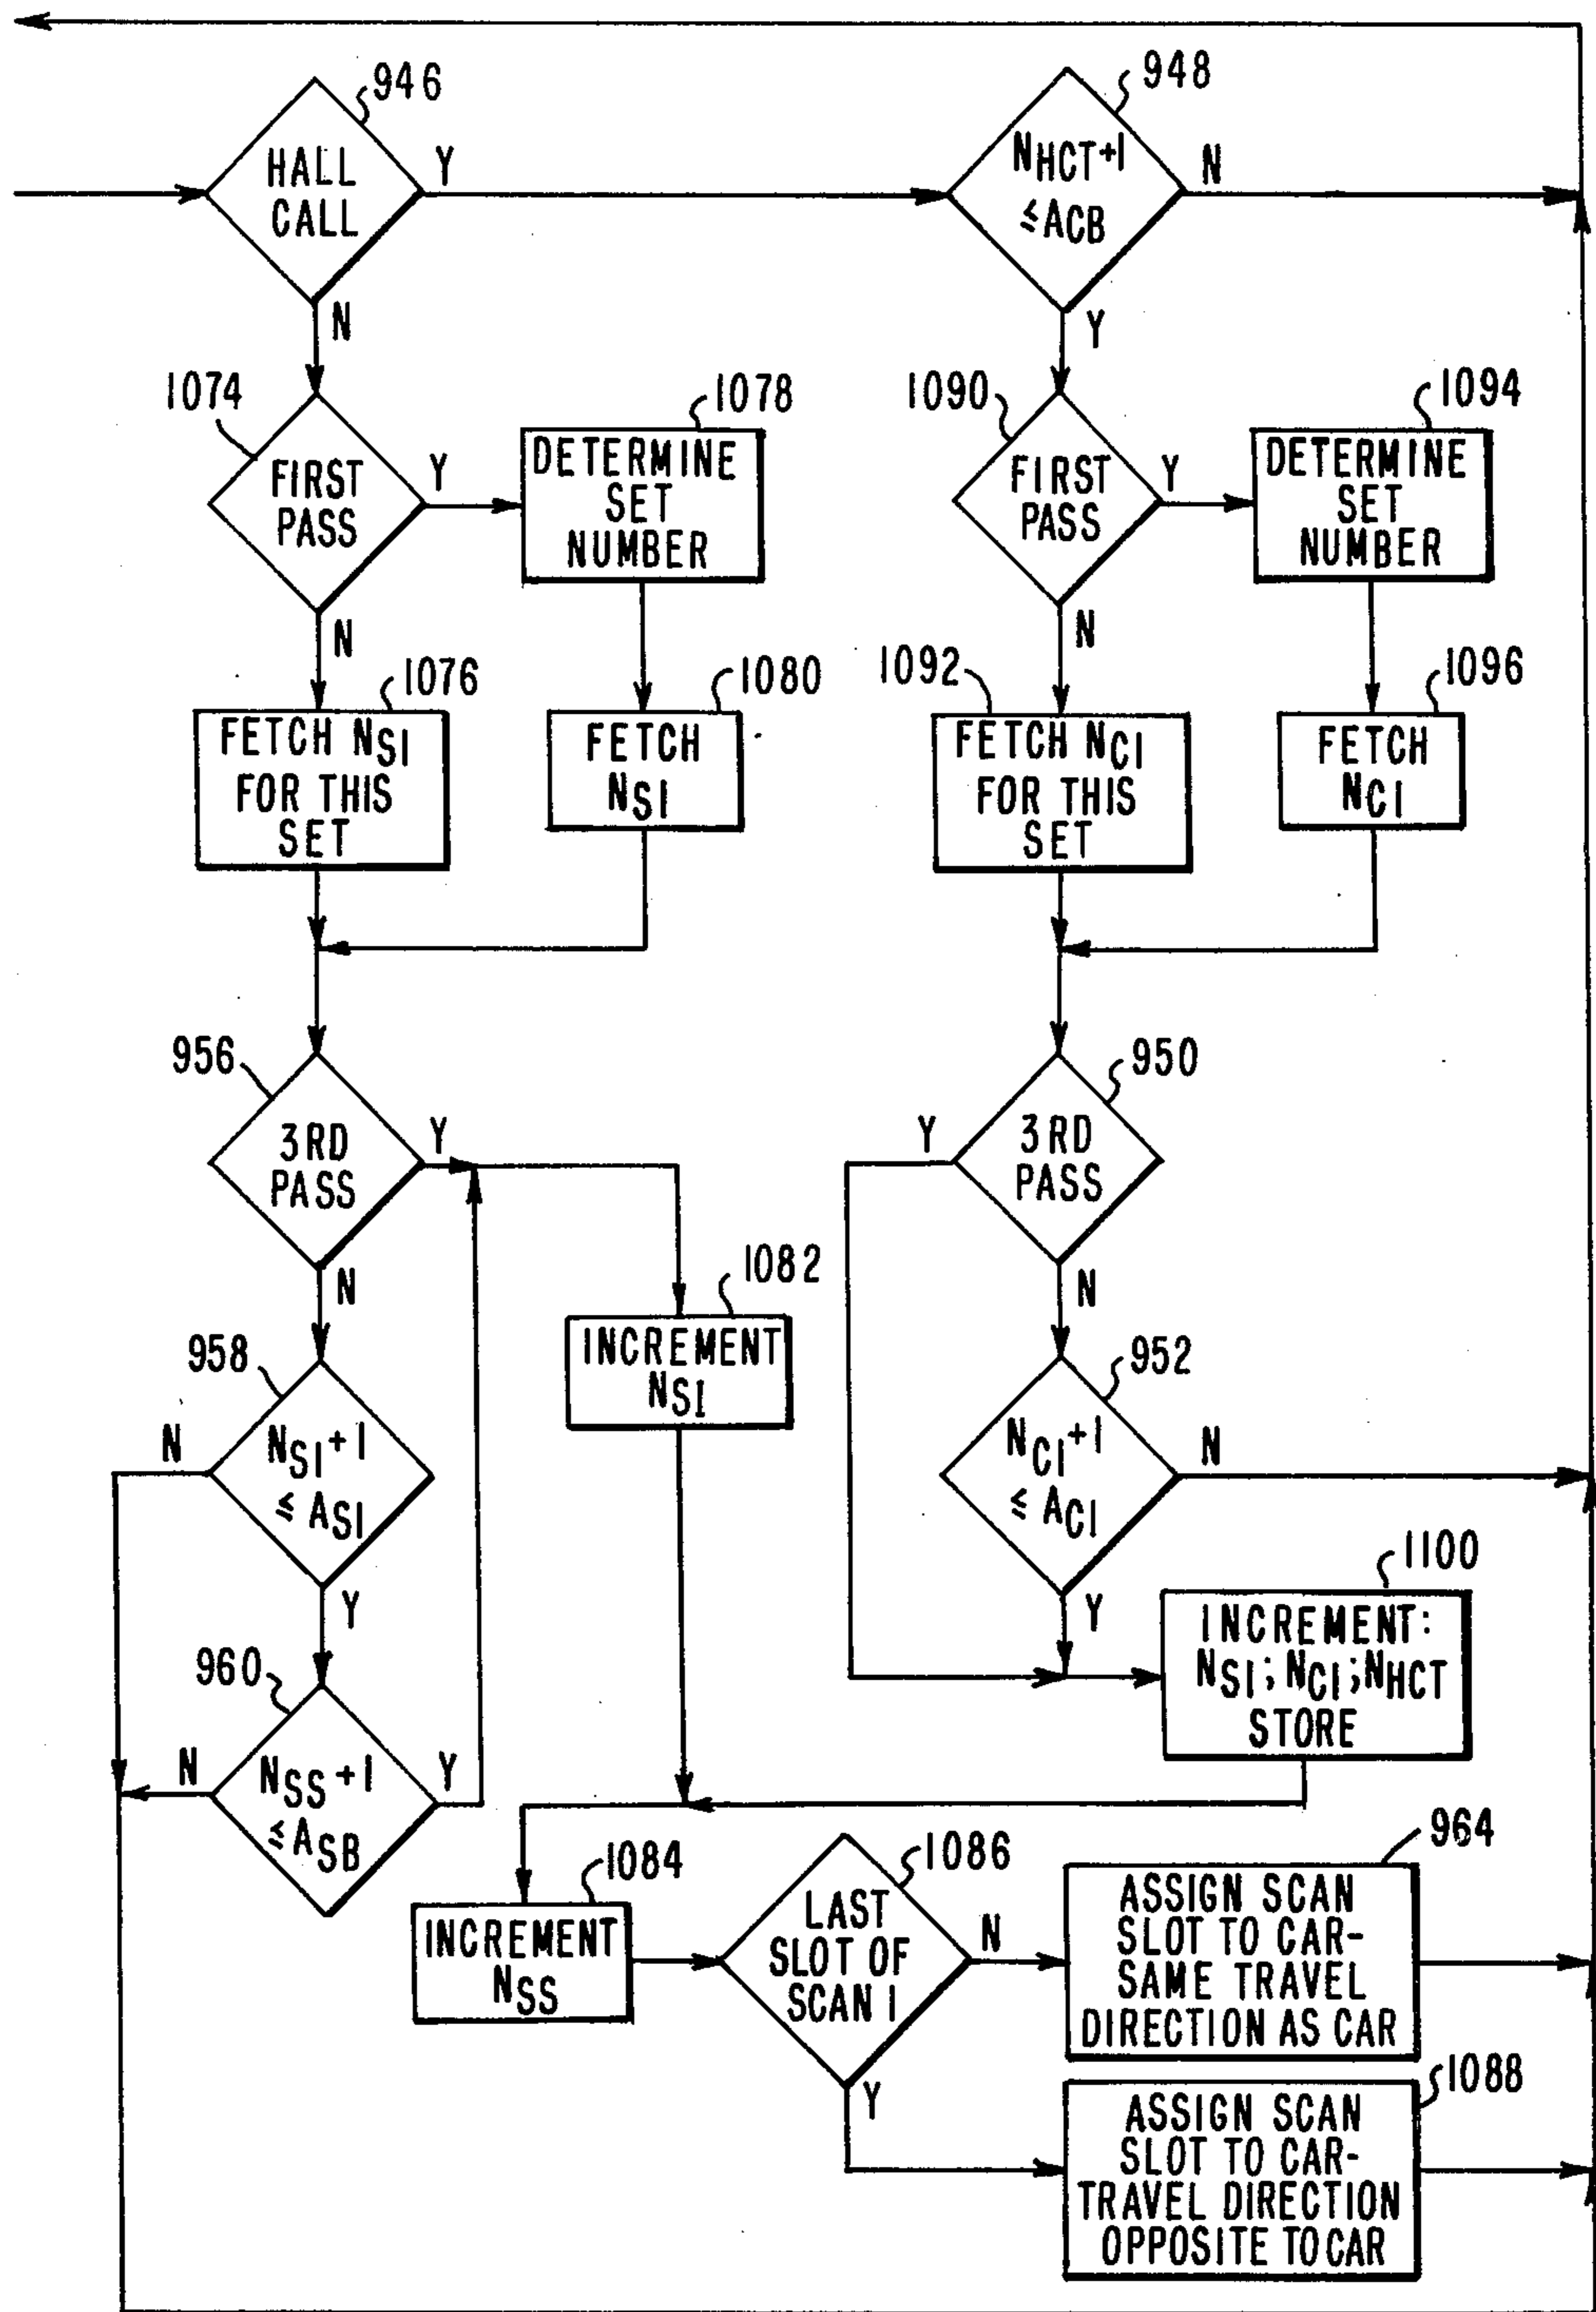 946
HALL
CALL
Y
N
948
NHCT+1
≤ACB
N
Y
1074
FIRST
PASS
Y
N
1078
DETERMINE
SET
NUMBER
1090
FIRST
PASS
Y
N
1094
DETERMINE
SET
NUMBER
1076
FETCH NSI
FOR THIS
SET
1080
FETCH
NSI
1092
FETCH NCI
FOR THIS
SET
1096
FETCH
NCI
956
3RD
PASS
Y
N
950
3RD
PASS
Y
N
1082
INCREMENT
NSI
958
NSI+1
≤ ASI
N
Y
952
NCI+1
≤ ACI
N
Y
1100
INCREMENT:
NSI;NCI;NHCT
STORE
960
NSS+1
≤ASB
N
Y
1084
INCREMENT
NSS
1086
LAST
SLOT OF
SCAN 1
N
Y
964
ASSIGN SCAN
SLOT TO CAR-
SAME TRAVEL
DIRECTION AS CAR
1088
ASSIGN SCAN
SLOT TO CAR-
TRAVEL DIRECTION
OPPOSITE TO CAR